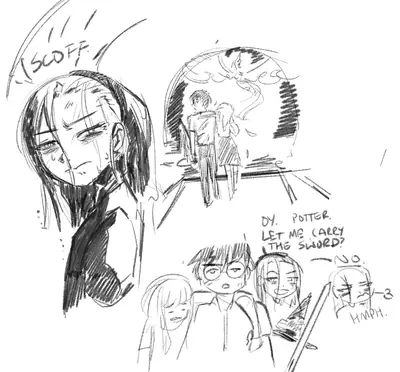 SCOFF.
OY. POTTER.
LET ME CARRY
THE SWORD?
NO.
HMPH.